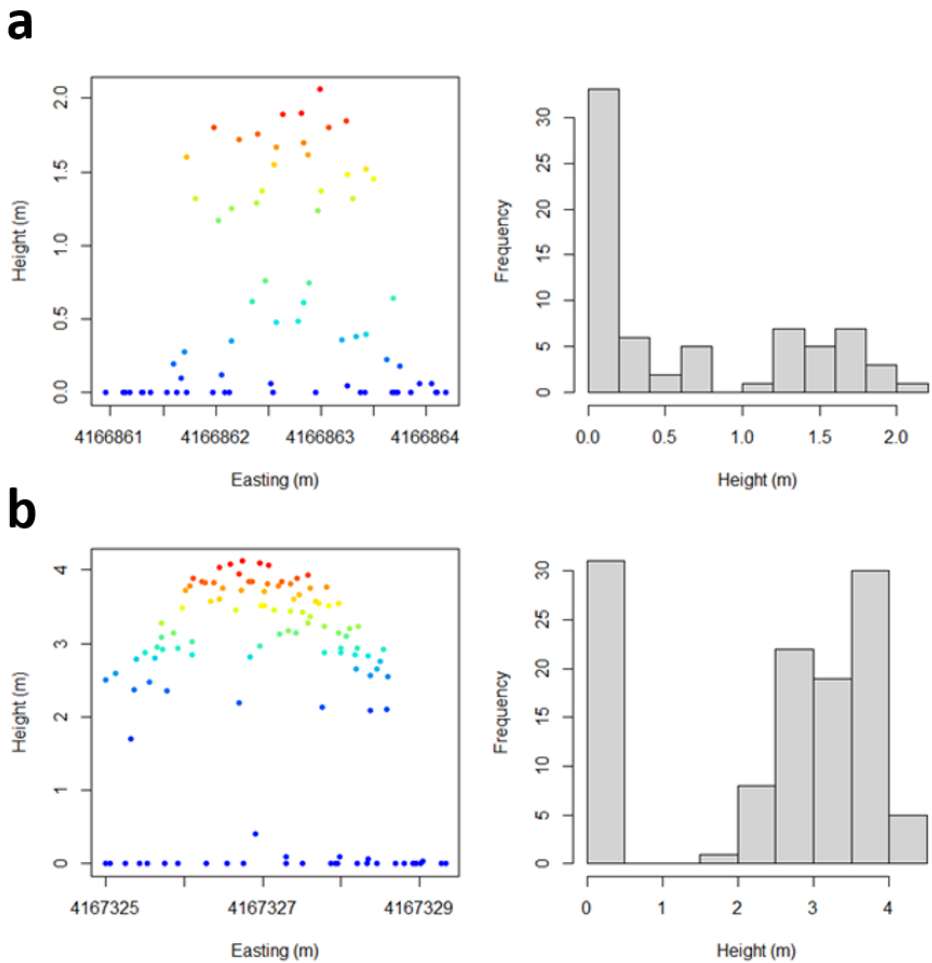 a
2.0
1.5
1.0
0.5
0.0
Height (m)
4166861 4166862 4166863 4166864
Easting (m)
30
25
20
15
10
5
0
Frequency
0.0 0.5 1.0 1.5 2.0
Height (m)
b
4
3
2
1
0
Height (m)
4167325 4167327 4167329
Easting (m)
30
25
20
15
10
5
0
Frequency
0 1 2 3 4
Height (m)